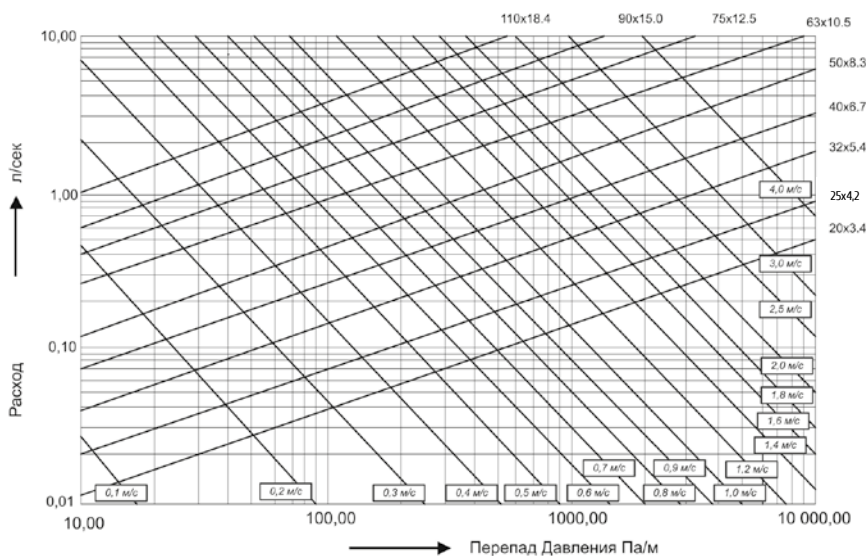 110x18.4 90x15.0 75x12.5 63x10.5
10,00
50x8.3
40x6.7
л/сек
32x5.4
1,00
4,0 м/с
25x4,2
20x3.4
3,0 м/с
2,5 м/с
0,10
2,0 м/с
Расход
1,8 м/с
1,6 м/с
1,4 м/с
0,7 м/с 0,9 м/с 1,2 м/с
0,01
0,1 м/с 0,2 м/с 0.3 м/с 0.4 м/с 0.5 м/с 0.6 м/с 0,8 м/с 1,0 м/с
10,00 100,00 1000,00 10 000,00
Перепад Давления Па/м